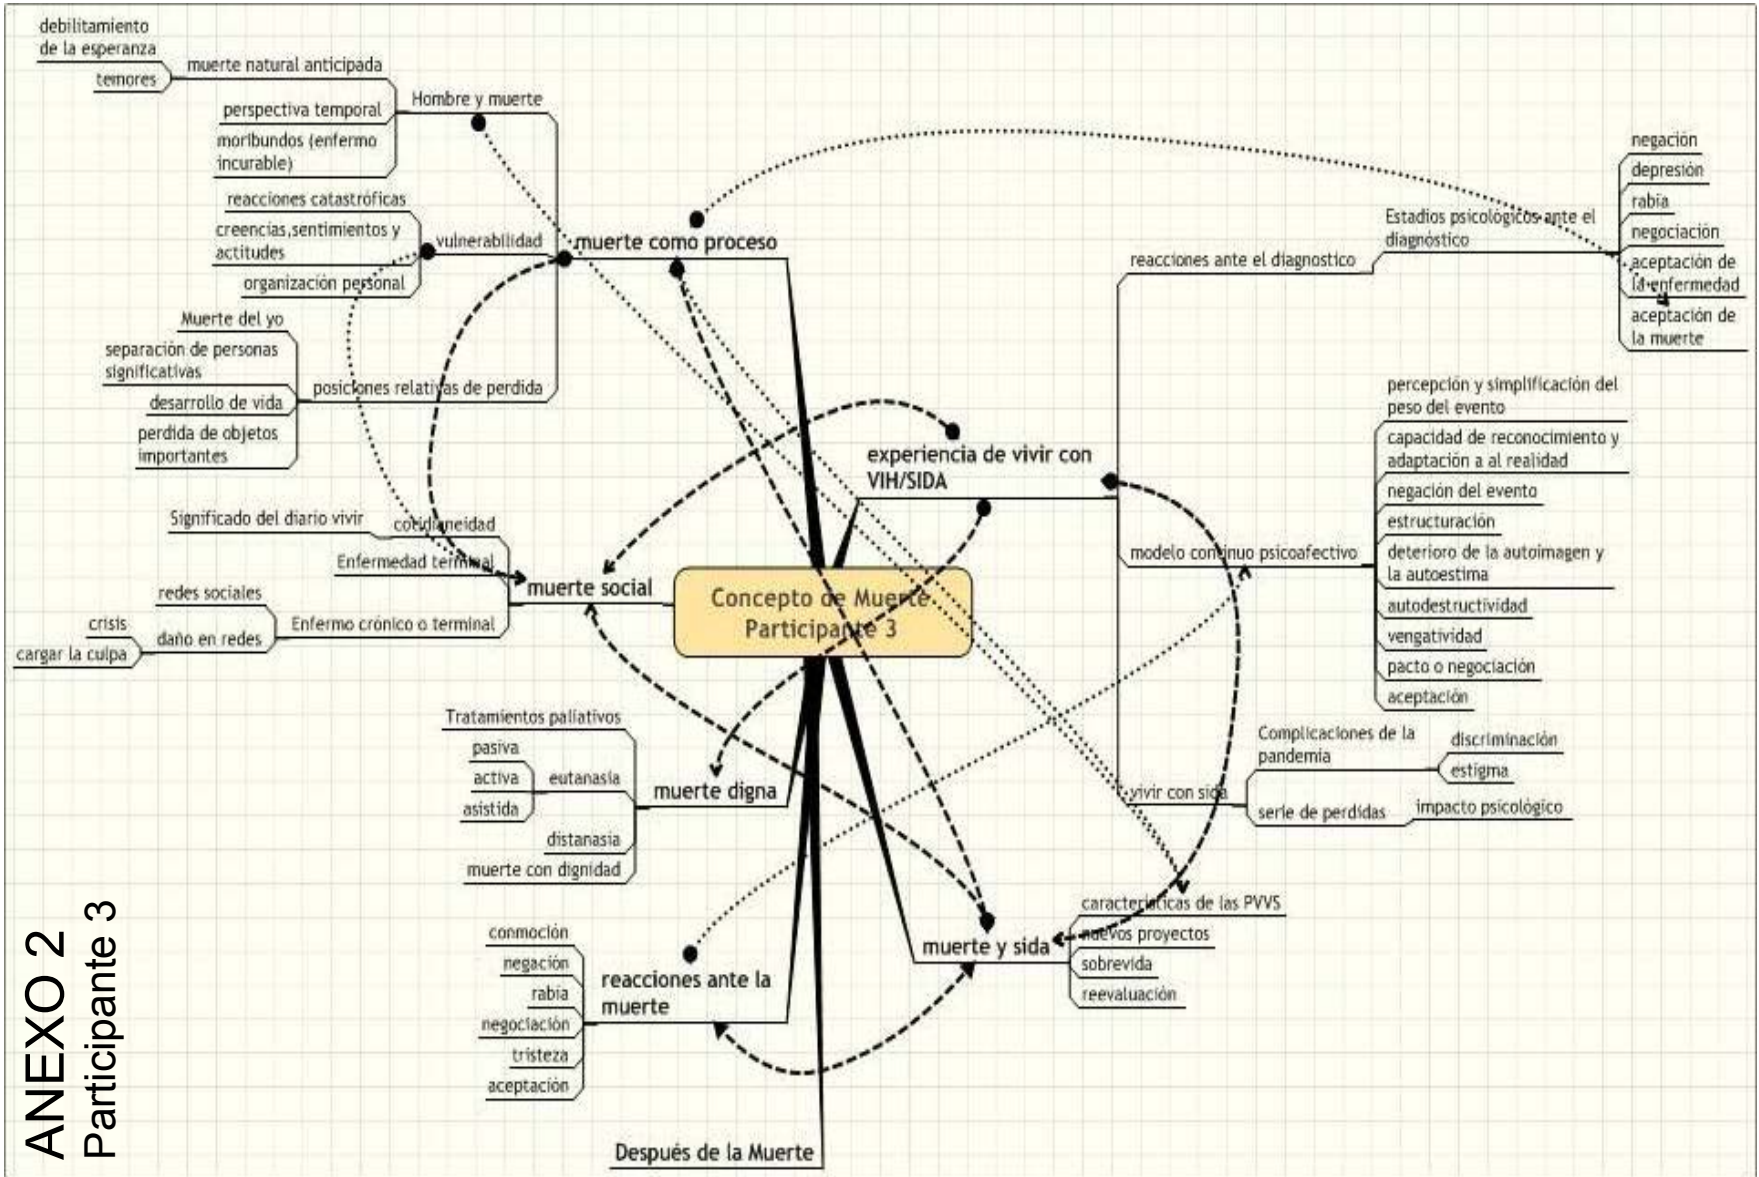 debilitamiento
de la esperanza
temores
muerte natural anticipada
perspectiva temporal
moribundos (enfermo
incurable)
Hombre y muerte
reacciones catastróficas
creencias,sentimientos y
actitudes
organización personal
vulnerabilidad
Muerte del yo
separación de personas
significativas
desarrollo de vida
perdida de objetos
importantes
posiciones relativas de perdida
muerte como proceso
Significado del diario vivir
cotidianeidad
Enfermedad terminal
redes sociales
crisis
cargar la culpa
daño en redes
Enfermo crónico o terminal
muerte social
Concepto de Muerte
Participante 3
Tratamientos paliativos
pasiva
activa
asistida
eutanasia
distanasia
muerte con dignidad
muerte digna
conmoción
negación
rabia
negociación
tristeza
aceptación
reacciones ante la
muerte
Después de la Muerte
experiencia de vivir con
VIH/SIDA
reacciones ante el diagnostico
Estadios psicológicos ante el
diagnóstico
negación
depresión
rabia
negociación
aceptación de
la enfermedad
aceptación de
la muerte
modelo continuo psicoafectivo
percepción y simplificación del
peso del evento
capacidad de reconocimiento y
adaptación a al realidad
negación del evento
estructuración
deterioro de la autoimagen y
la autoestima
autodestructividad
vengatividad
pacto o negociación
aceptación
vivir con sida
Complicaciones de la
pandemia
discriminación
estigma
serie de perdidas
impacto psicológico
muerte y sida
características de las PVVS
nuevos proyectos
sobrevida
reevaluación
ANEXO 2
Participante 3